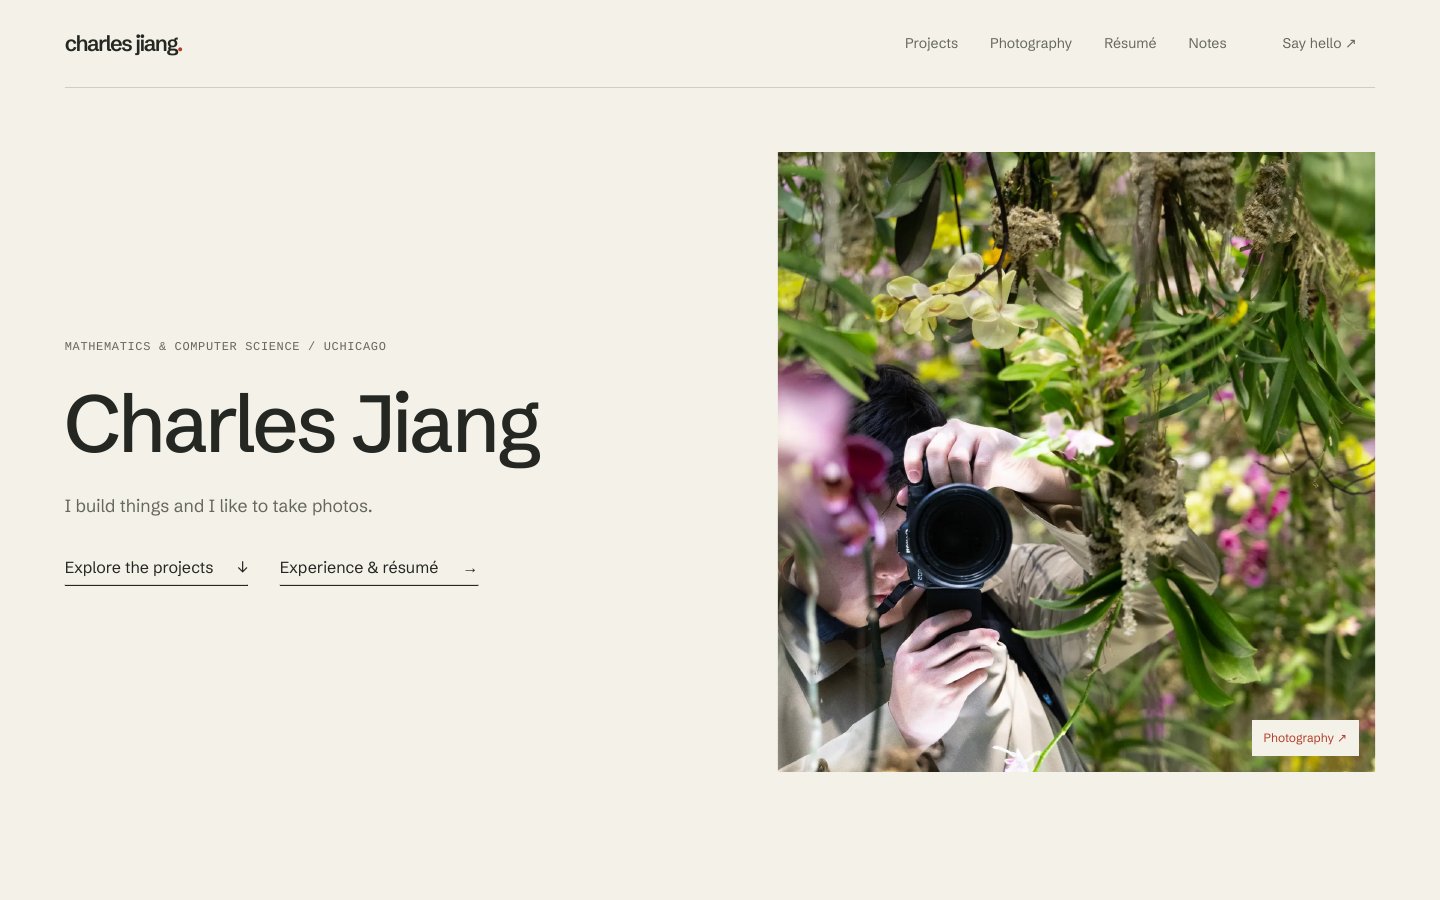 charles jiang.
Projects Photography Résumé Notes Say hello ↗
MATHEMATICS & COMPUTER SCIENCE / UCHICAGO
Charles Jiang
I build things and I like to take photos.
Explore the projects ↓ Experience & résumé →
Photography ↗